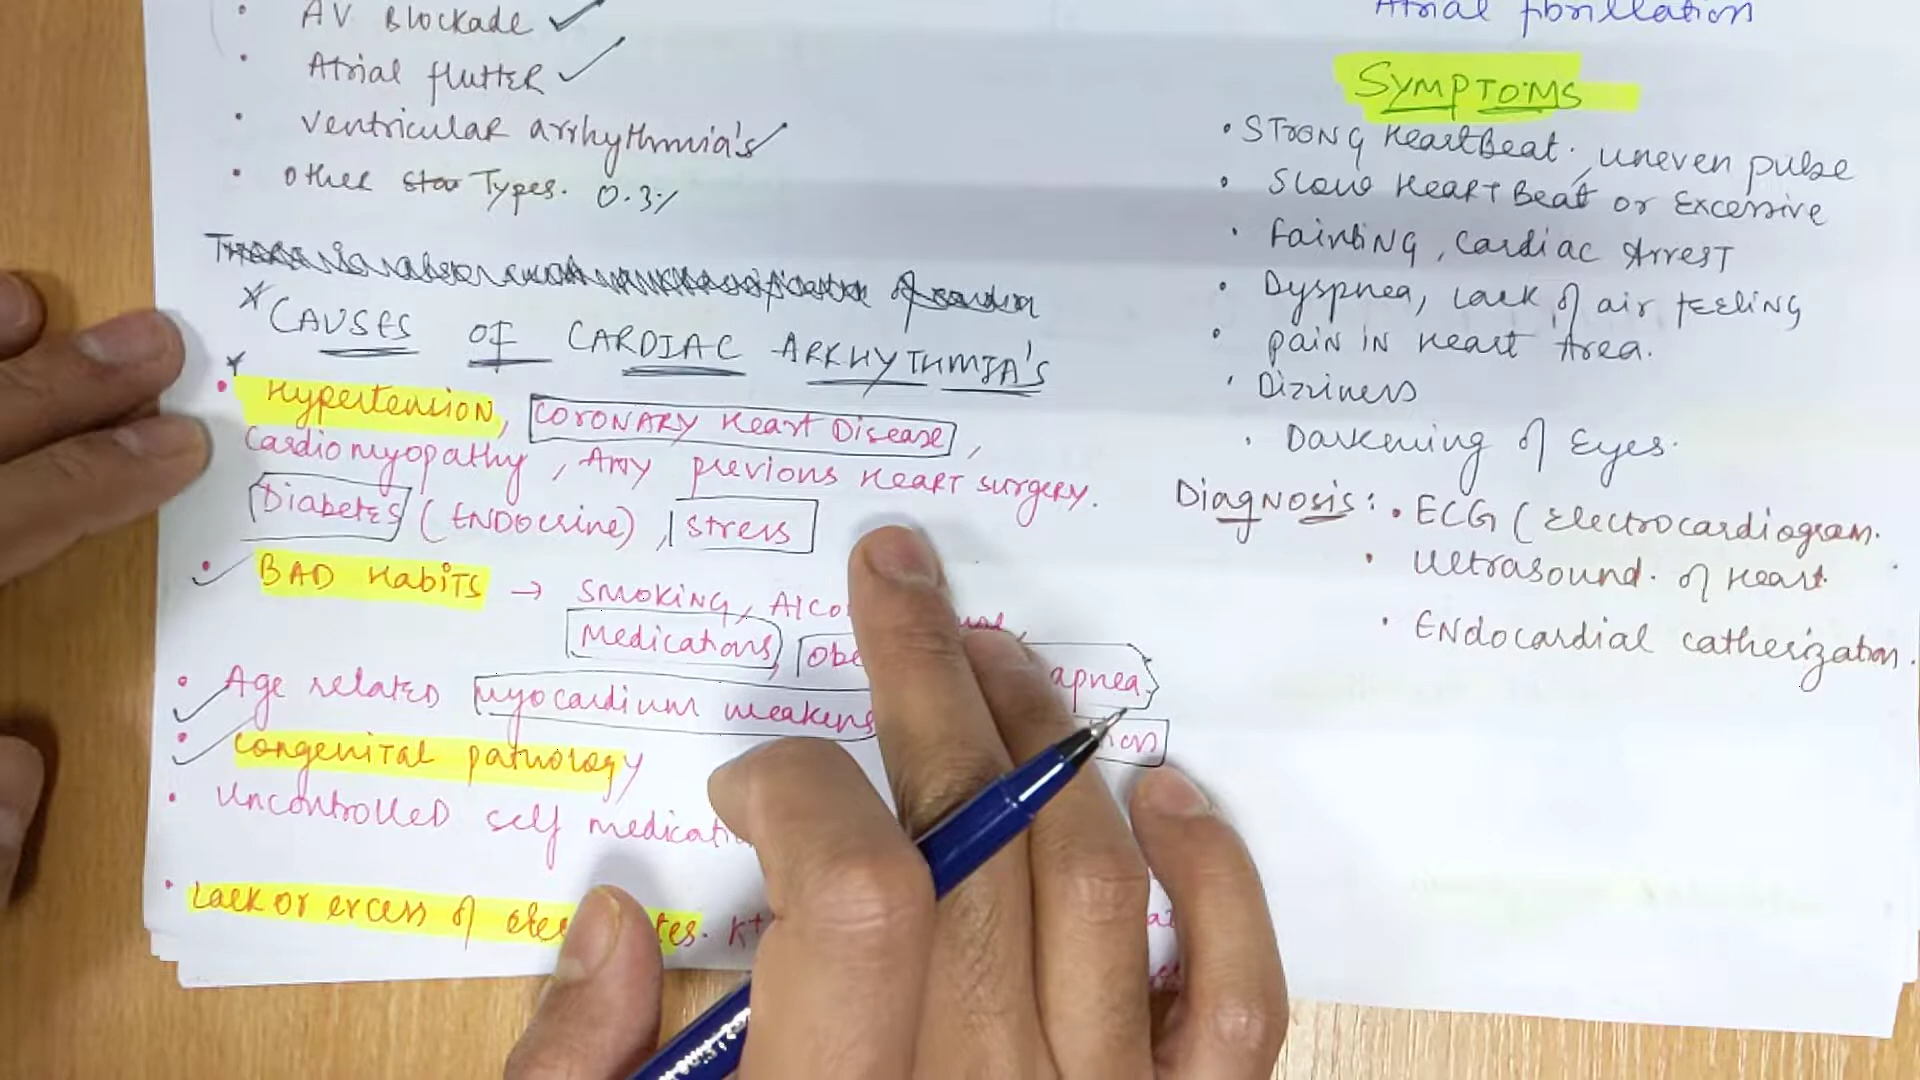 • AV Blockade ✓
• Atrial flutter ✓
• ventricular arrhythmia's ✓
• other Types. 0.3%
* CAUSES OF CARDIAC ARRHYTHMIA'S
• Hypertension, CORONARY Heart Disease,
Cardiomyopathy, Any previous Heart surgery.
Diabetes (ENDOcrine), Stress
• BAD Habits → SMOKING,
Medications,
apnea,
• Age related myocardium weakens
• Congenital pathology
• Uncontrolled self
• Lack or excess of
Atrial fibrillation
SYMPTOMS
• STRONG HeartBeat, uneven pulse
• Slow Heart Beat or Excessive
• Fainting, Cardiac Arrest
• Dyspnea, lack of air feeling
• pain in Heart Area.
• Dizziness
• Darkening of Eyes.
Diagnosis: • ECG (Electrocardiogram.
• Ultrasound. of Heart.
• ENdocardial catherization.